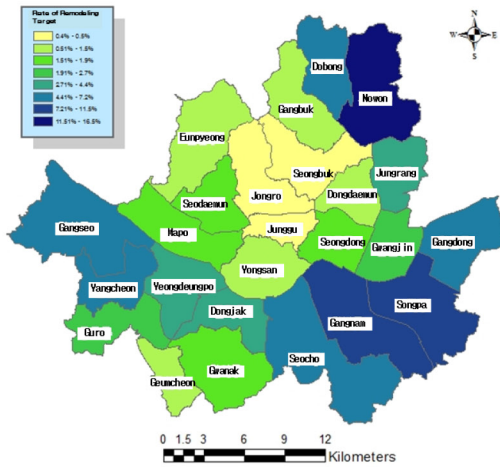 Rate of Remodeling
Target
0.4% - 0.5%
0.51% - 1.5%
1.51% - 1.9%
1.91% - 2.7%
2.71% - 4.4%
4.41% - 7.2%
7.21% - 11.5%
11.51% - 16.5%
N
W
E
S
Dobong
Nowon
Gangbuk
Eunpyeong
Seongbuk
Jungrang
Jongro
Dongdaemun
Seodaemun
Gangseo
Mapo
Junggu
Seongdong
Gwangjin
Gangdong
Yongsan
Yangcheon
Yeongdeungpo
Songpa
Guro
Dongjak
Gangnam
Seocho
Geumcheon
Gwanak
0 1.5 3 6 9 12
Kilometers